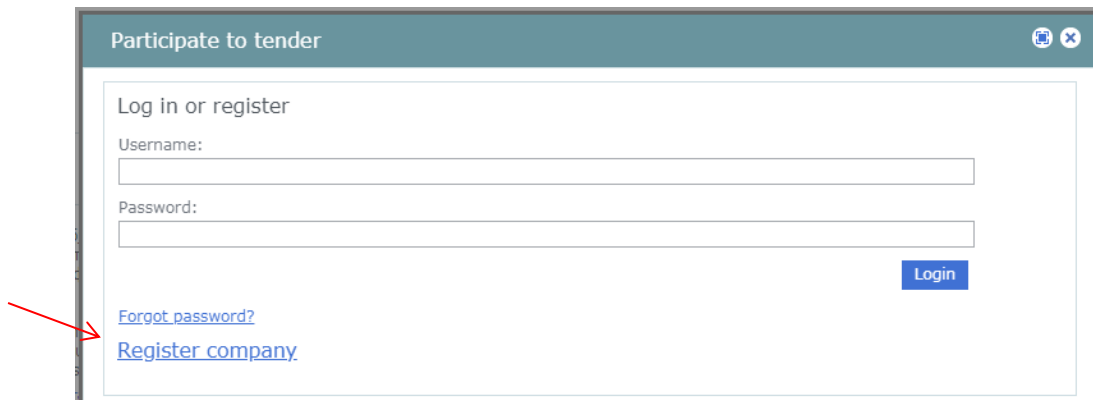 Participate to tender
Log in or register
Username:
Password:
Login
Forgot password?
Register company